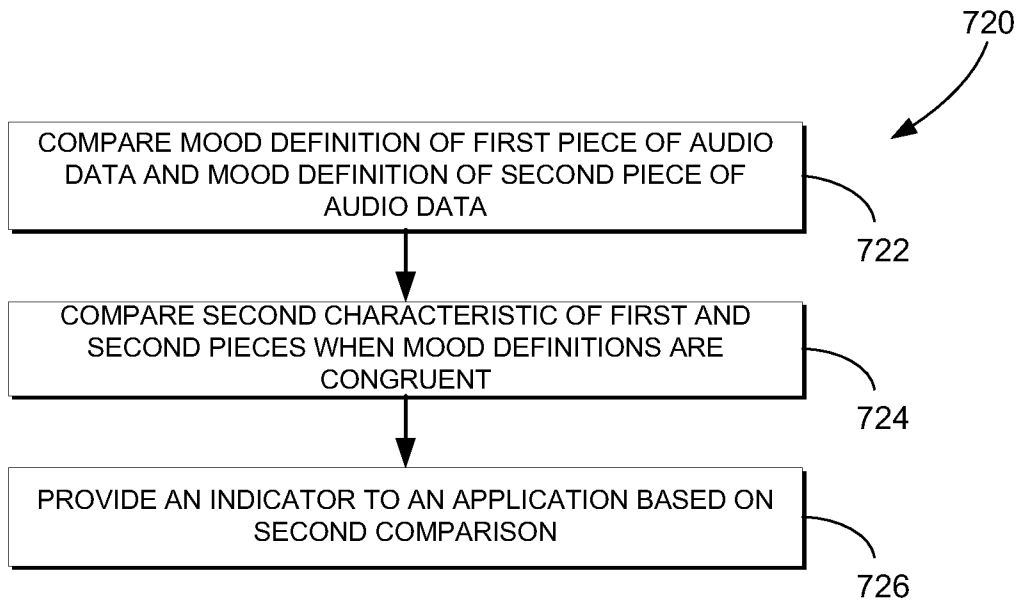 720
COMPARE MOOD DEFINITION OF FIRST PIECE OF AUDIO
DATA AND MOOD DEFINITION OF SECOND PIECE OF
AUDIO DATA
722
COMPARE SECOND CHARACTERISTIC OF FIRST AND
SECOND PIECES WHEN MOOD DEFINITIONS ARE
CONGRUENT
724
PROVIDE AN INDICATOR TO AN APPLICATION BASED ON
SECOND COMPARISON
726